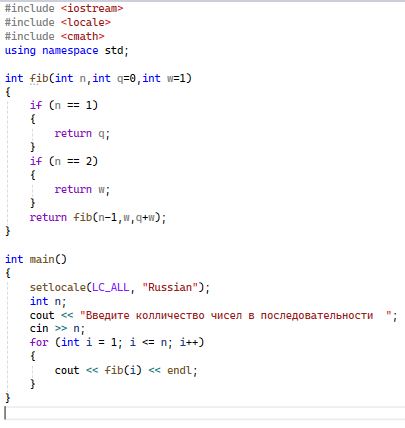 #include <iostream>
#include <locale>
#include <cmath>
using namespace std;

int fib(int n,int q=0,int w=1)
{
    if (n == 1)
    {
        return q;
    }
    if (n == 2)
    {
        return w;
    }
    return fib(n-1,w,q+w);
}

int main()
{
    setlocale(LC_ALL, "Russian");
    int n;
    cout << "Введите колличество чисел в последовательности  ";
    cin >> n;
    for (int i = 1; i <= n; i++)
    {
        cout << fib(i) << endl;
    }
}